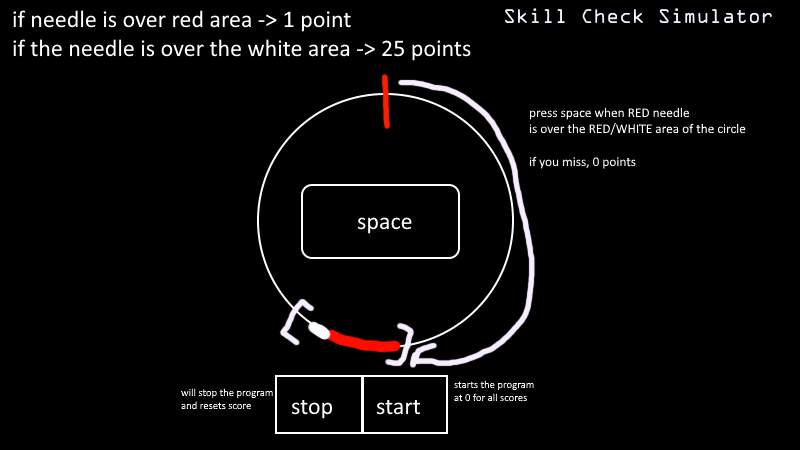 if needle is over red area -> 1 point
if the needle is over the white area -> 25 points
Skill Check Simulator
press space when RED needle
is over the RED/WHITE area of the circle
if you miss, 0 points
space
will stop the program
and resets score
stop
start
starts the program
at 0 for all scores